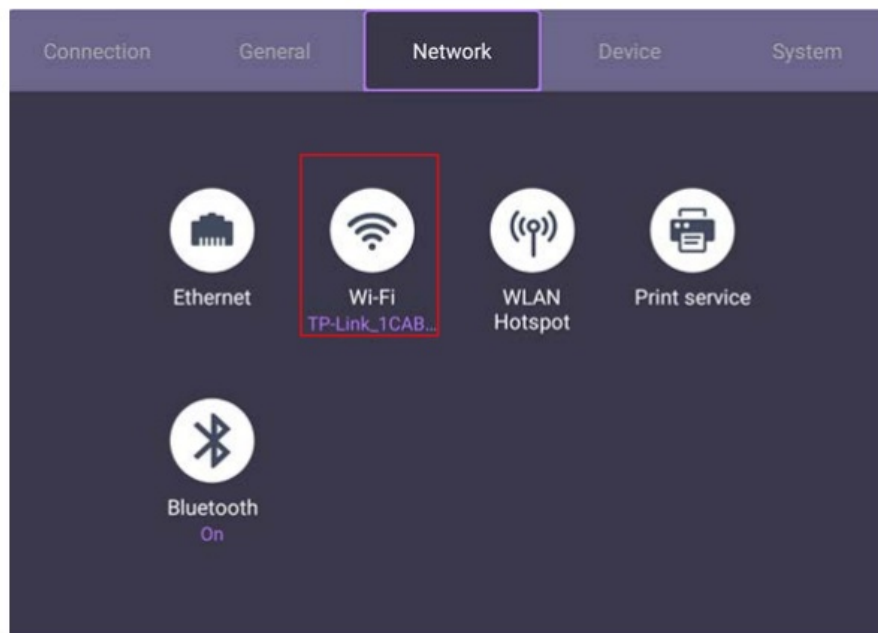 Connection General Network Device System
Ethernet Wi-Fi WLAN Print service
TP-Link_1CAB... Hotspot
Bluetooth
On